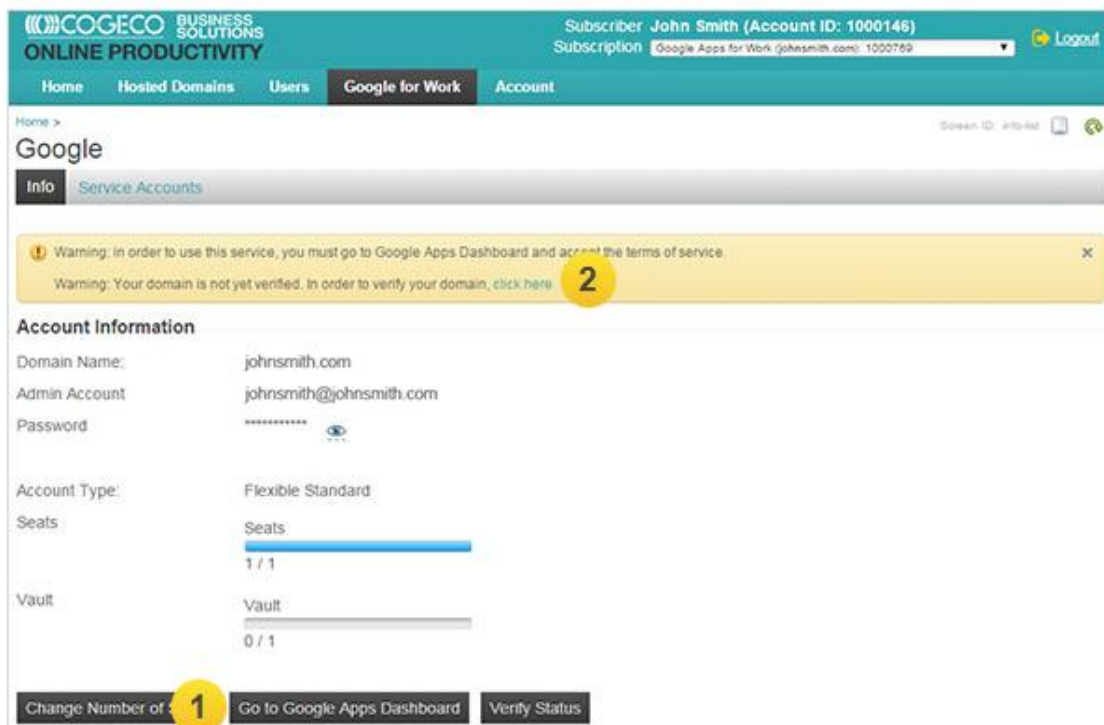 COGECO BUSINESS SOLUTIONS
ONLINE PRODUCTIVITY
Subscriber John Smith (Account ID: 1000146)
Subscription Google Apps for Work (johnsmith.com): 1000769
Logout
Home Hosted Domains Users Google for Work Account
Home >
Screen ID: info-list
Google
Info Service Accounts
Warning: in order to use this service, you must go to Google Apps Dashboard and accept the terms of service.
Warning: Your domain is not yet verified. In order to verify your domain, click here.
2
Account Information
Domain Name: johnsmith.com
Admin Account johnsmith@johnsmith.com
Password ***********
Account Type: Flexible Standard
Seats Seats
1 / 1
Vault Vault
0 / 1
Change Number of 1 Go to Google Apps Dashboard Verify Status